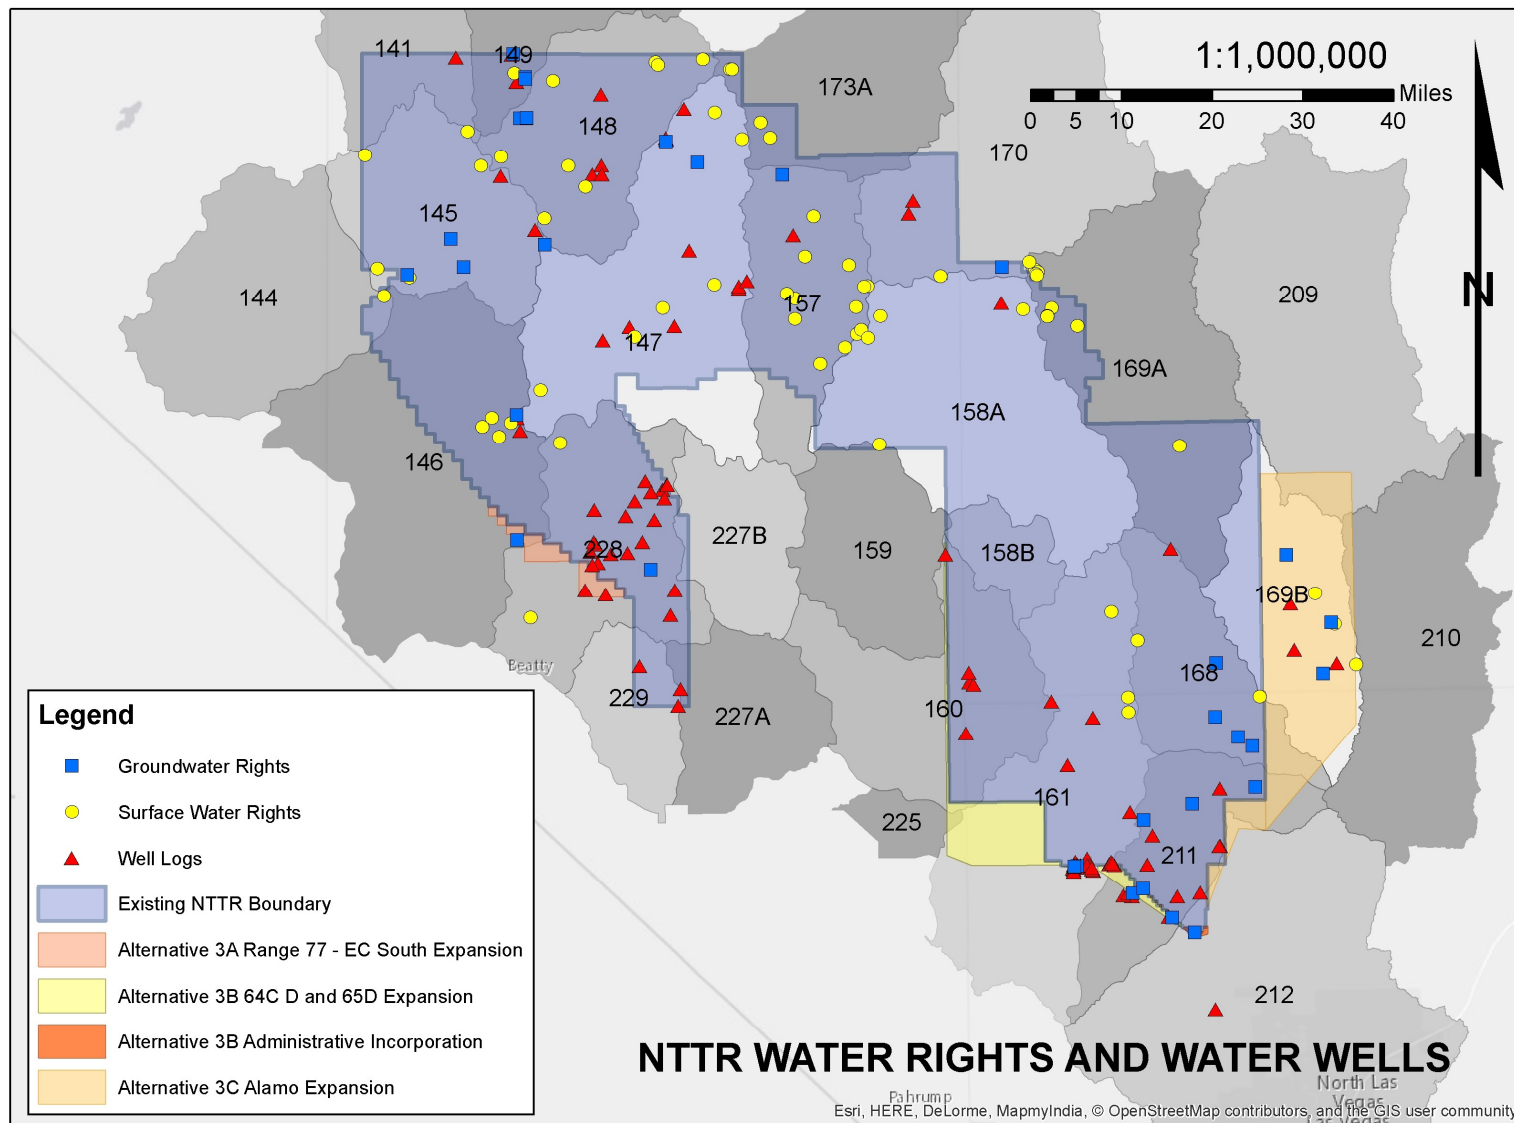 141
149
173A
1:1,000,000
Miles
0 5 10 20 30 40
148
170
145
144
157
209
N
147
169A
158A
146
227B
159
158B
228
169B
210
Beatty
168
229
227A
160
161
225
211
212
Legend
Groundwater Rights
Surface Water Rights
Well Logs
Existing NTTR Boundary
Alternative 3A Range 77 - EC South Expansion
Alternative 3B 64C D and 65D Expansion
Alternative 3B Administrative Incorporation
Alternative 3C Alamo Expansion
NTTR WATER RIGHTS AND WATER WELLS
North Las
Vegas
Las Vegas
Pahrump
Esri, HERE, DeLorme, MapmyIndia, © OpenStreetMap contributors, and the GIS user community